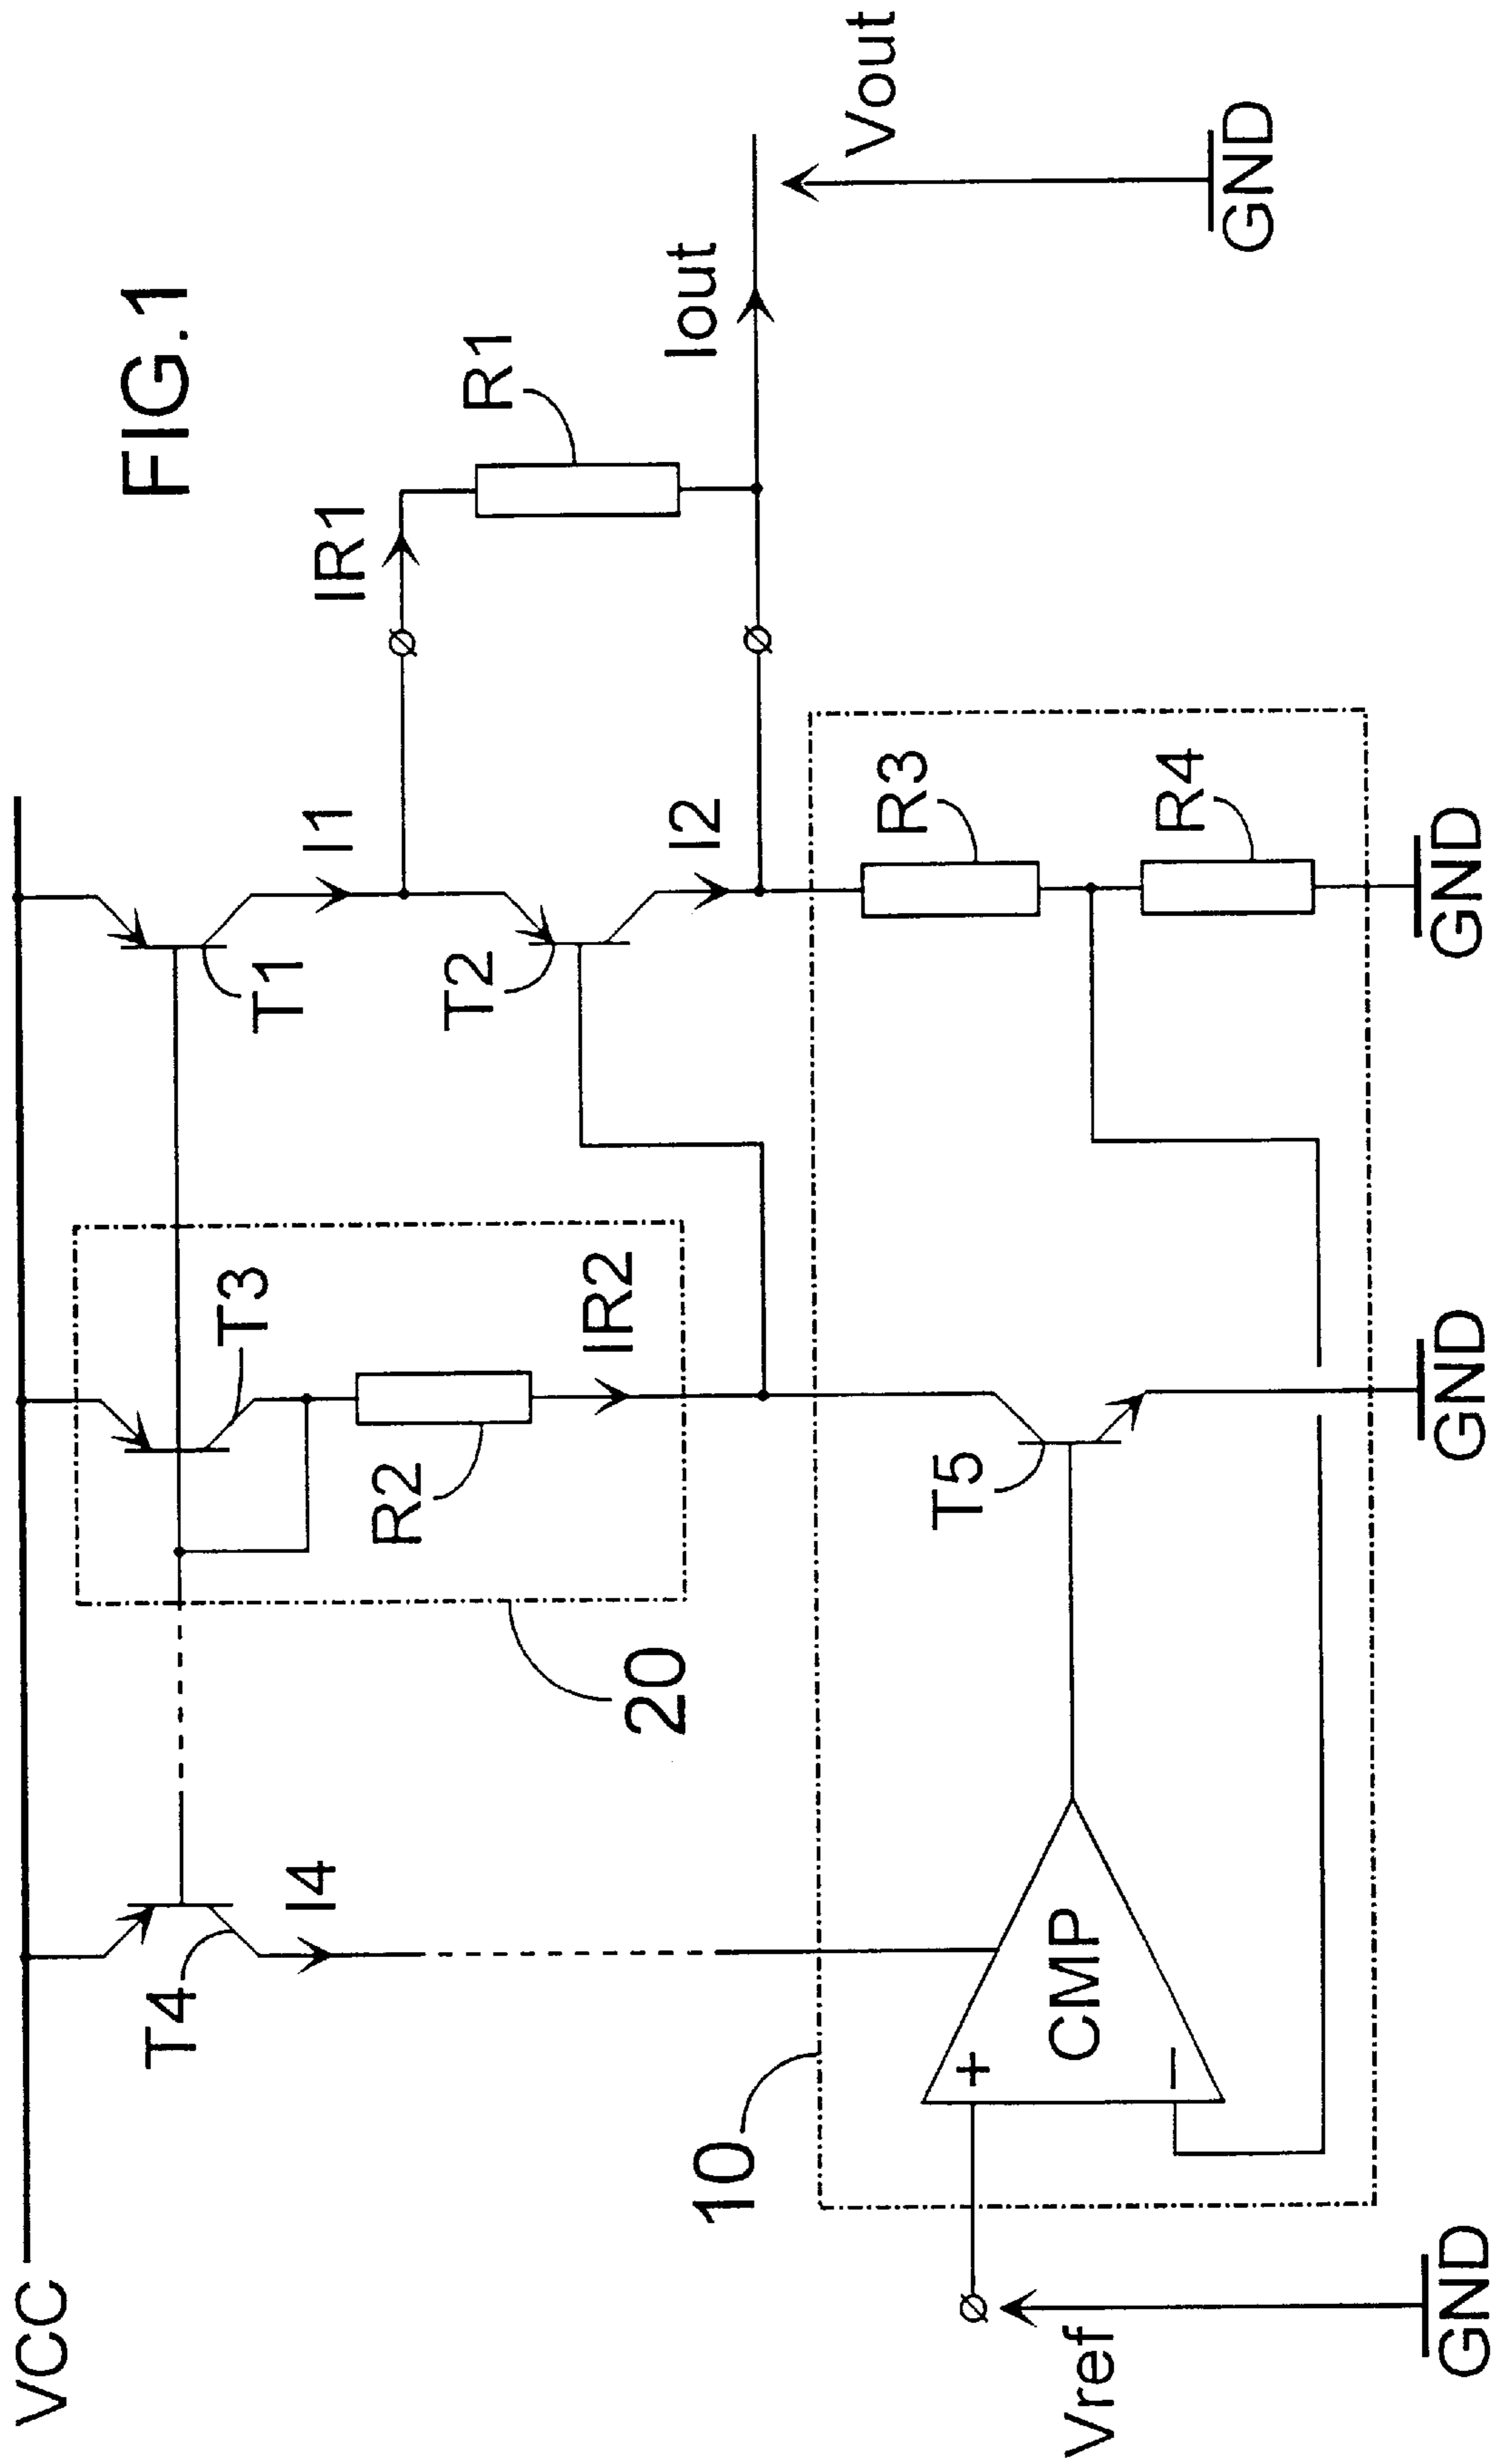 FIG.1
VCC
T4
I4
T3
R2
IR2
20
T1
I1
T2
I2
IR1
R1
Iout
Vout
GND
10
Vref
+
−
CMP
T5
R3
R4
GND
GND
GND